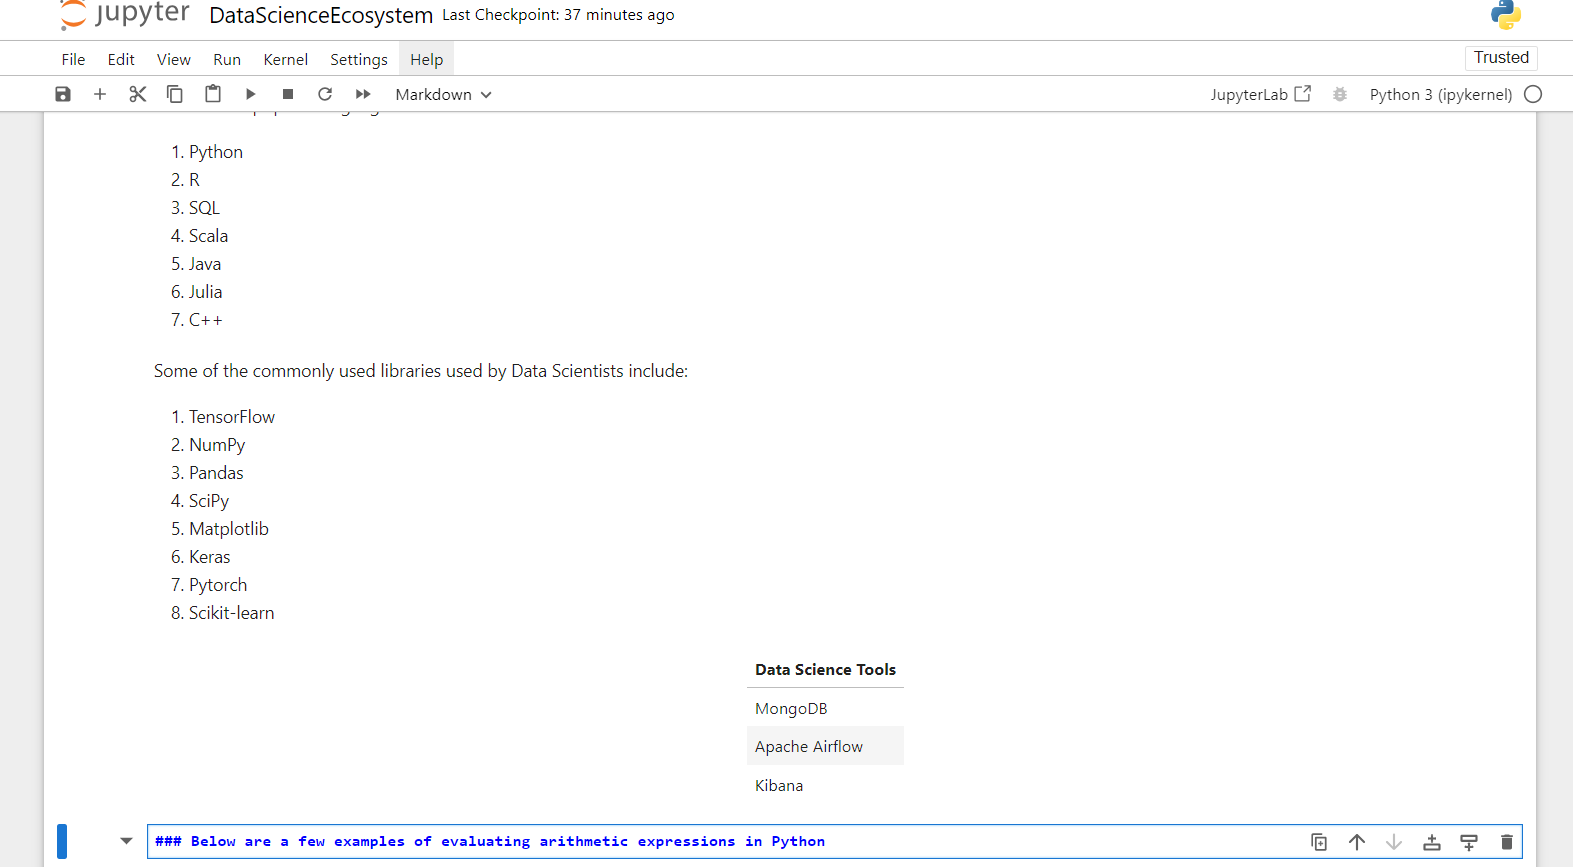 jupyter DataScienceEcosystem Last Checkpoint: 37 minutes ago
File Edit View Run Kernel Settings Help Trusted
Markdown JupyterLab Python 3 (ipykernel)
1. Python
2. R
3. SQL
4. Scala
5. Java
6. Julia
7. C++
Some of the commonly used libraries used by Data Scientists include:
1. TensorFlow
2. NumPy
3. Pandas
4. SciPy
5. Matplotlib
6. Keras
7. Pytorch
8. Scikit-learn
Data Science Tools
MongoDB
Apache Airflow
Kibana
### Below are a few examples of evaluating arithmetic expressions in Python